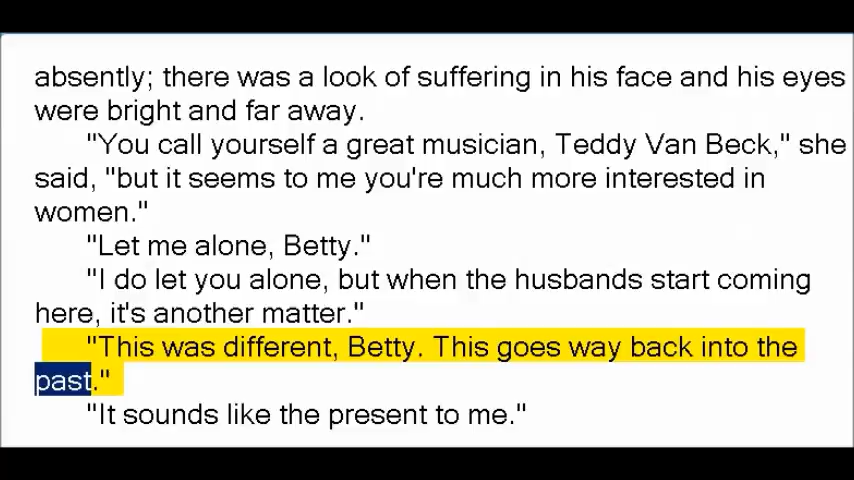 absently; there was a look of suffering in his face and his eyes
were bright and far away.
"You call yourself a great musician, Teddy Van Beck," she
said, "but it seems to me you're much more interested in
women."
"Let me alone, Betty."
"I do let you alone, but when the husbands start coming
here, it's another matter."
"This was different, Betty. This goes way back into the
past."
"It sounds like the present to me."